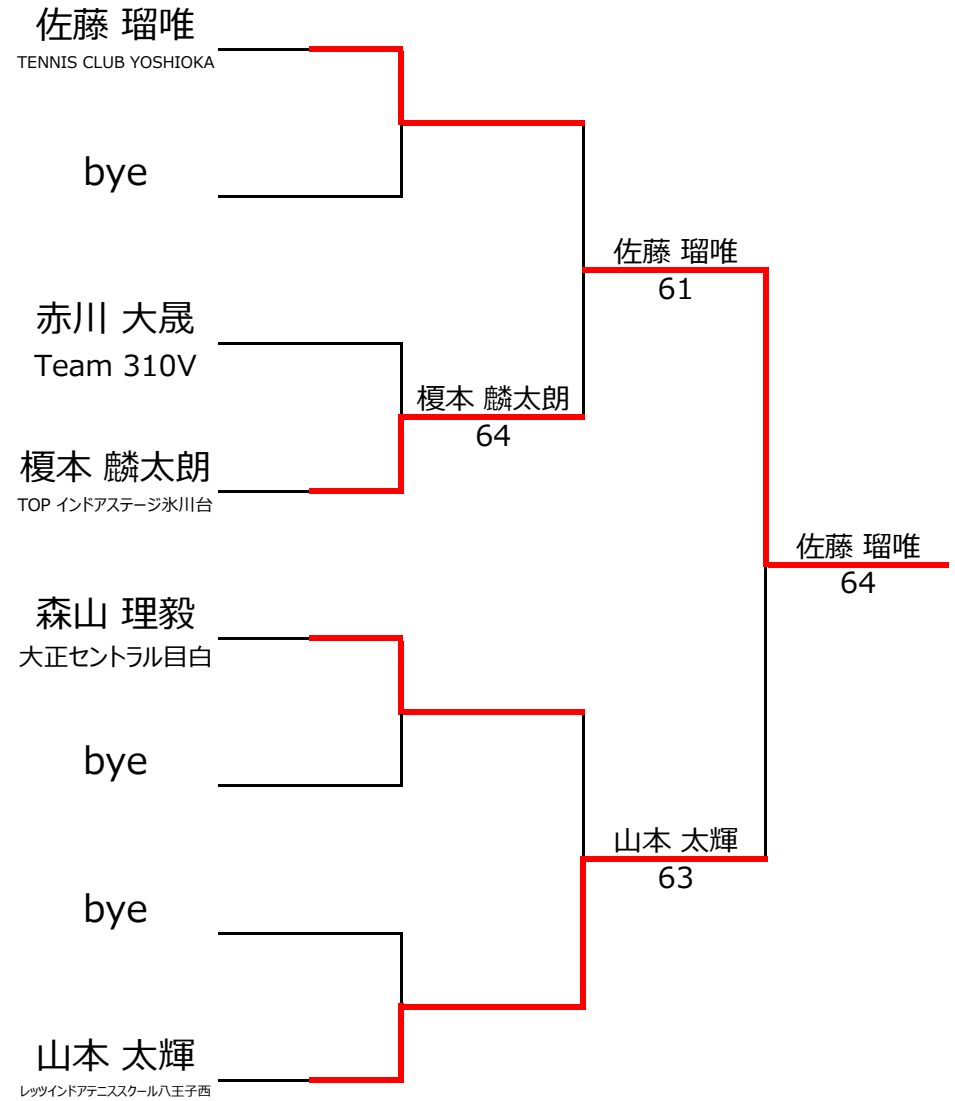 佐藤 瑠唯
TENNIS CLUB YOSHIOKA
bye
佐藤 瑠唯
61
赤川 大晟
Team 310V
榎本 麟太朗
64
榎本 麟太朗
TOP インドアステージ氷川台
佐藤 瑠唯
64
森山 理毅
大正セントラル目白
bye
山本 太輝
63
bye
山本 太輝
レッツインドアテニススクール八王子西